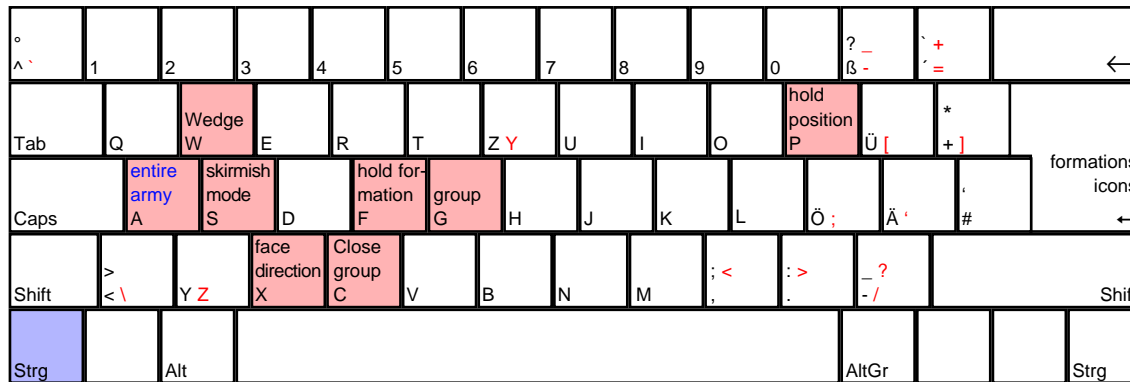 ° ? _ ` +
^ ` 1 2 3 4 5 6 7 8 9 0 ß - ´ = ←
Wedge hold position *
Tab Q W E R T Z Y U I O P Ü [ + ]
entire army skirmish mode hold for-mation group ‘ formations icons
Caps A S D F G H J K L Ö ; Ä ‘ # ←
> face direction Close group ; < : > _ ?
Shift < \ Y Z X C V B N M , . - / Shif
Strg Alt AltGr Strg